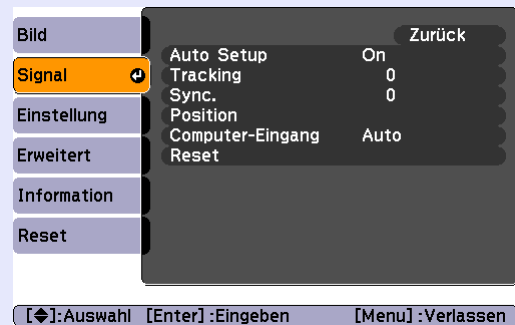 Bild
Signal
Einstellung
Erweitert
Information
Reset
Zurück
Auto Setup On
Tracking 0
Sync. 0
Position
Computer-Eingang Auto
Reset
[◆]:Auswahl [Enter]:Eingeben [Menu]:Verlassen